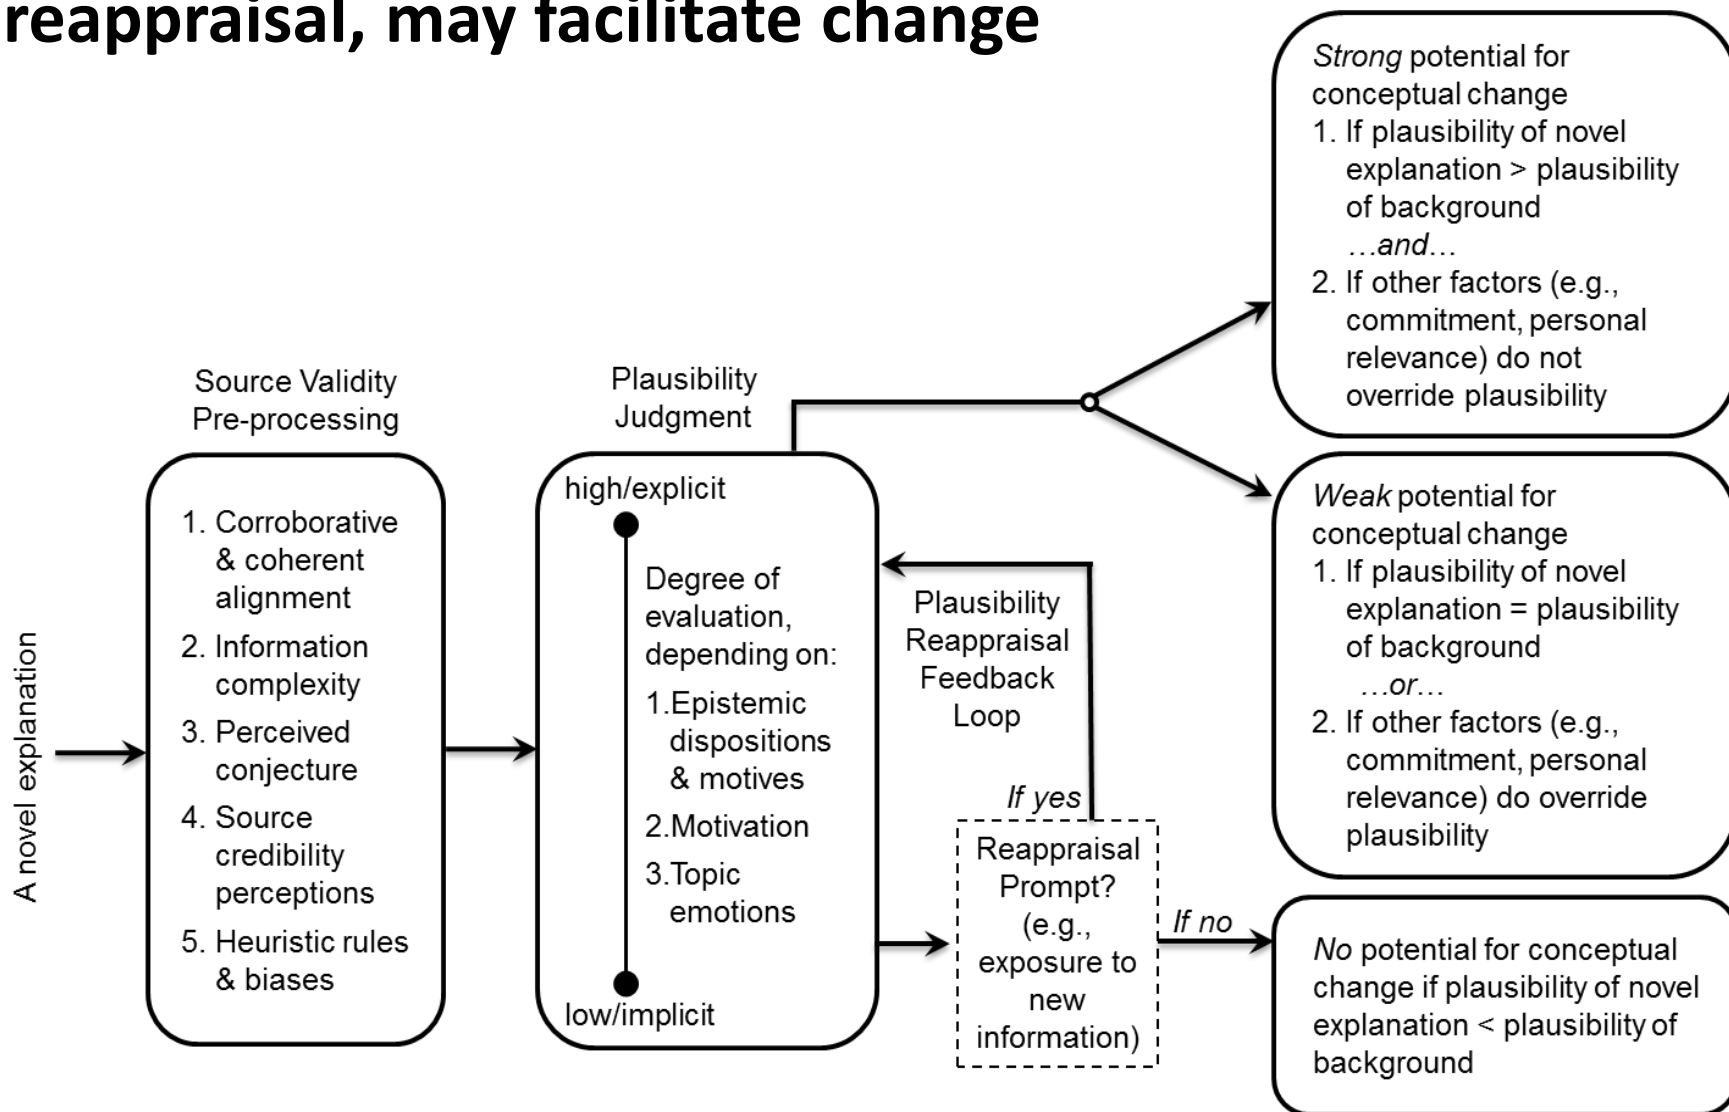 reappraisal, may facilitate change
A novel explanation
Source Validity
Pre-processing
1. Corroborative
& coherent
alignment
2. Information
complexity
3. Perceived
conjecture
4. Source
credibility
perceptions
5. Heuristic rules
& biases
Plausibility
Judgment
high/explicit
Degree of
evaluation,
depending on:
1.Epistemic
dispositions
& motives
2.Motivation
3.Topic
emotions
low/implicit
Plausibility
Reappraisal
Feedback
Loop
If yes
Reappraisal
Prompt?
(e.g.,
exposure to
new
information)
If no
Strong potential for
conceptual change
1. If plausibility of novel
explanation > plausibility
of background
…and…
2. If other factors (e.g.,
commitment, personal
relevance) do not
override plausibility
Weak potential for
conceptual change
1. If plausibility of novel
explanation = plausibility
of background
…or…
2. If other factors (e.g.,
commitment, personal
relevance) do override
plausibility
No potential for conceptual
change if plausibility of novel
explanation < plausibility of
background